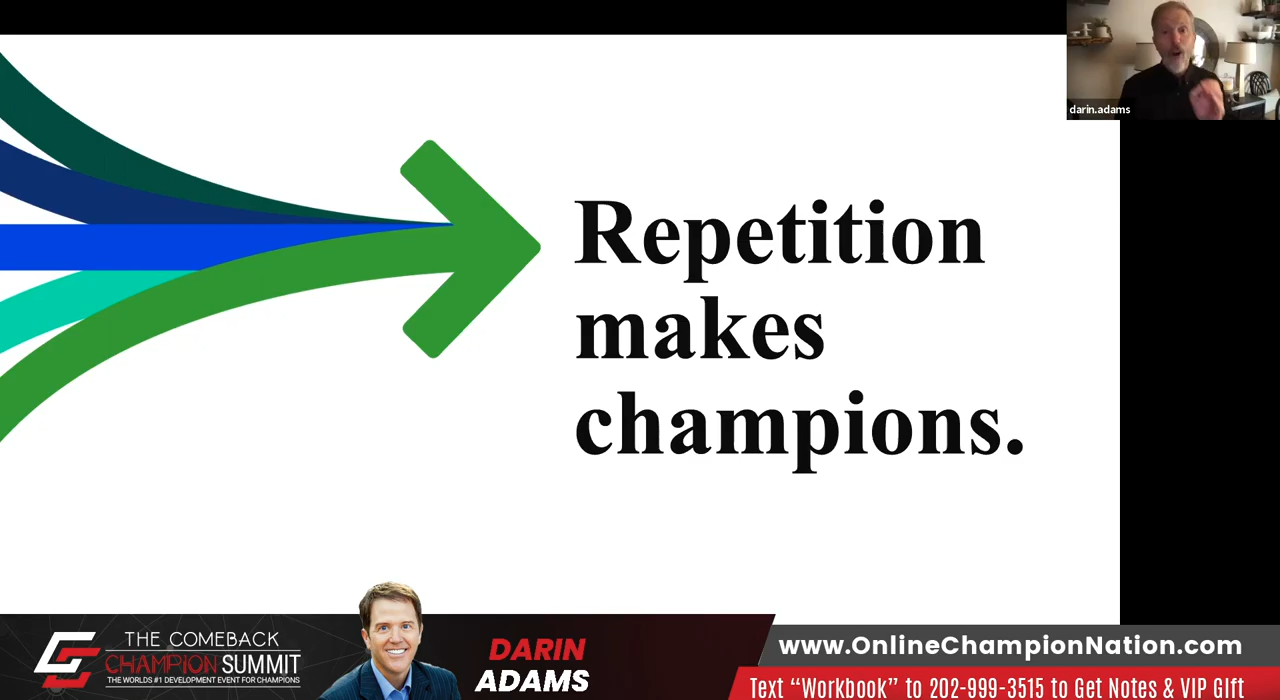 darin.adams
Repetition
makes
champions.
THE COMEBACK
CHAMPION SUMMIT
THE WORLDS #1 DEVELOPMENT EVENT FOR CHAMPIONS
DARIN
ADAMS
www.OnlineChampionNation.com
Text “Workbook” to 202-999-3515 to Get Notes & VIP GIft